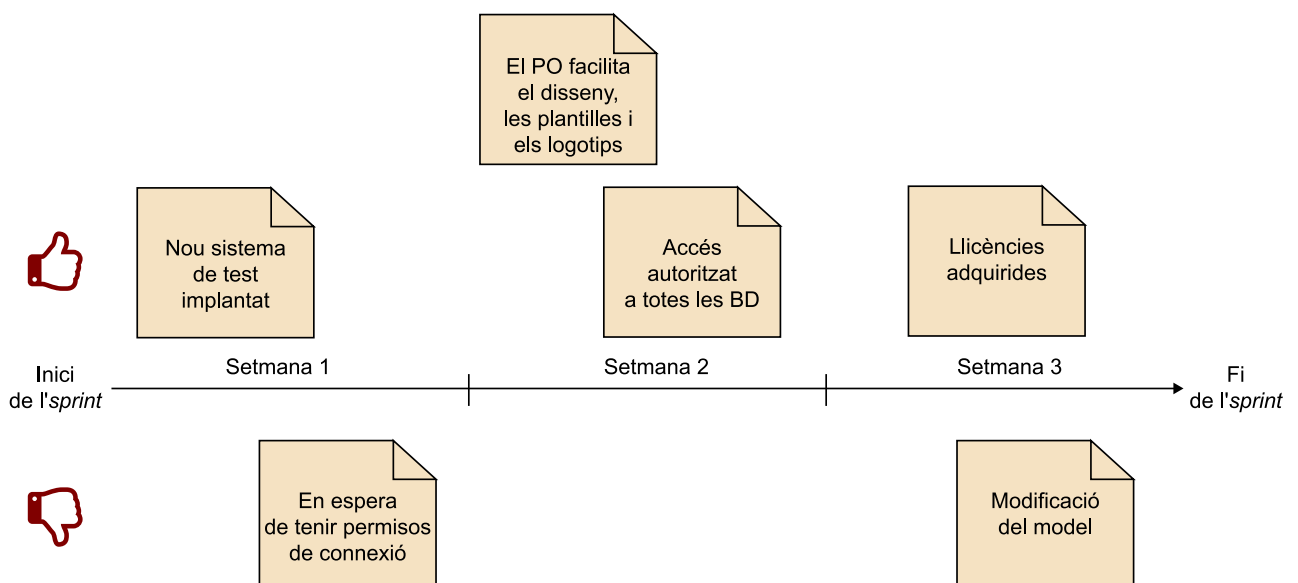 El PO facilita
el disseny,
les plantilles i
els logotips
Nou sistema
de test
implantat
Accés
autoritzat
a totes les BD
Llicències
adquirides
Inici
de l'sprint
Setmana 1
Setmana 2
Setmana 3
Fi
de l'sprint
En espera
de tenir permisos
de connexió
Modificació
del model